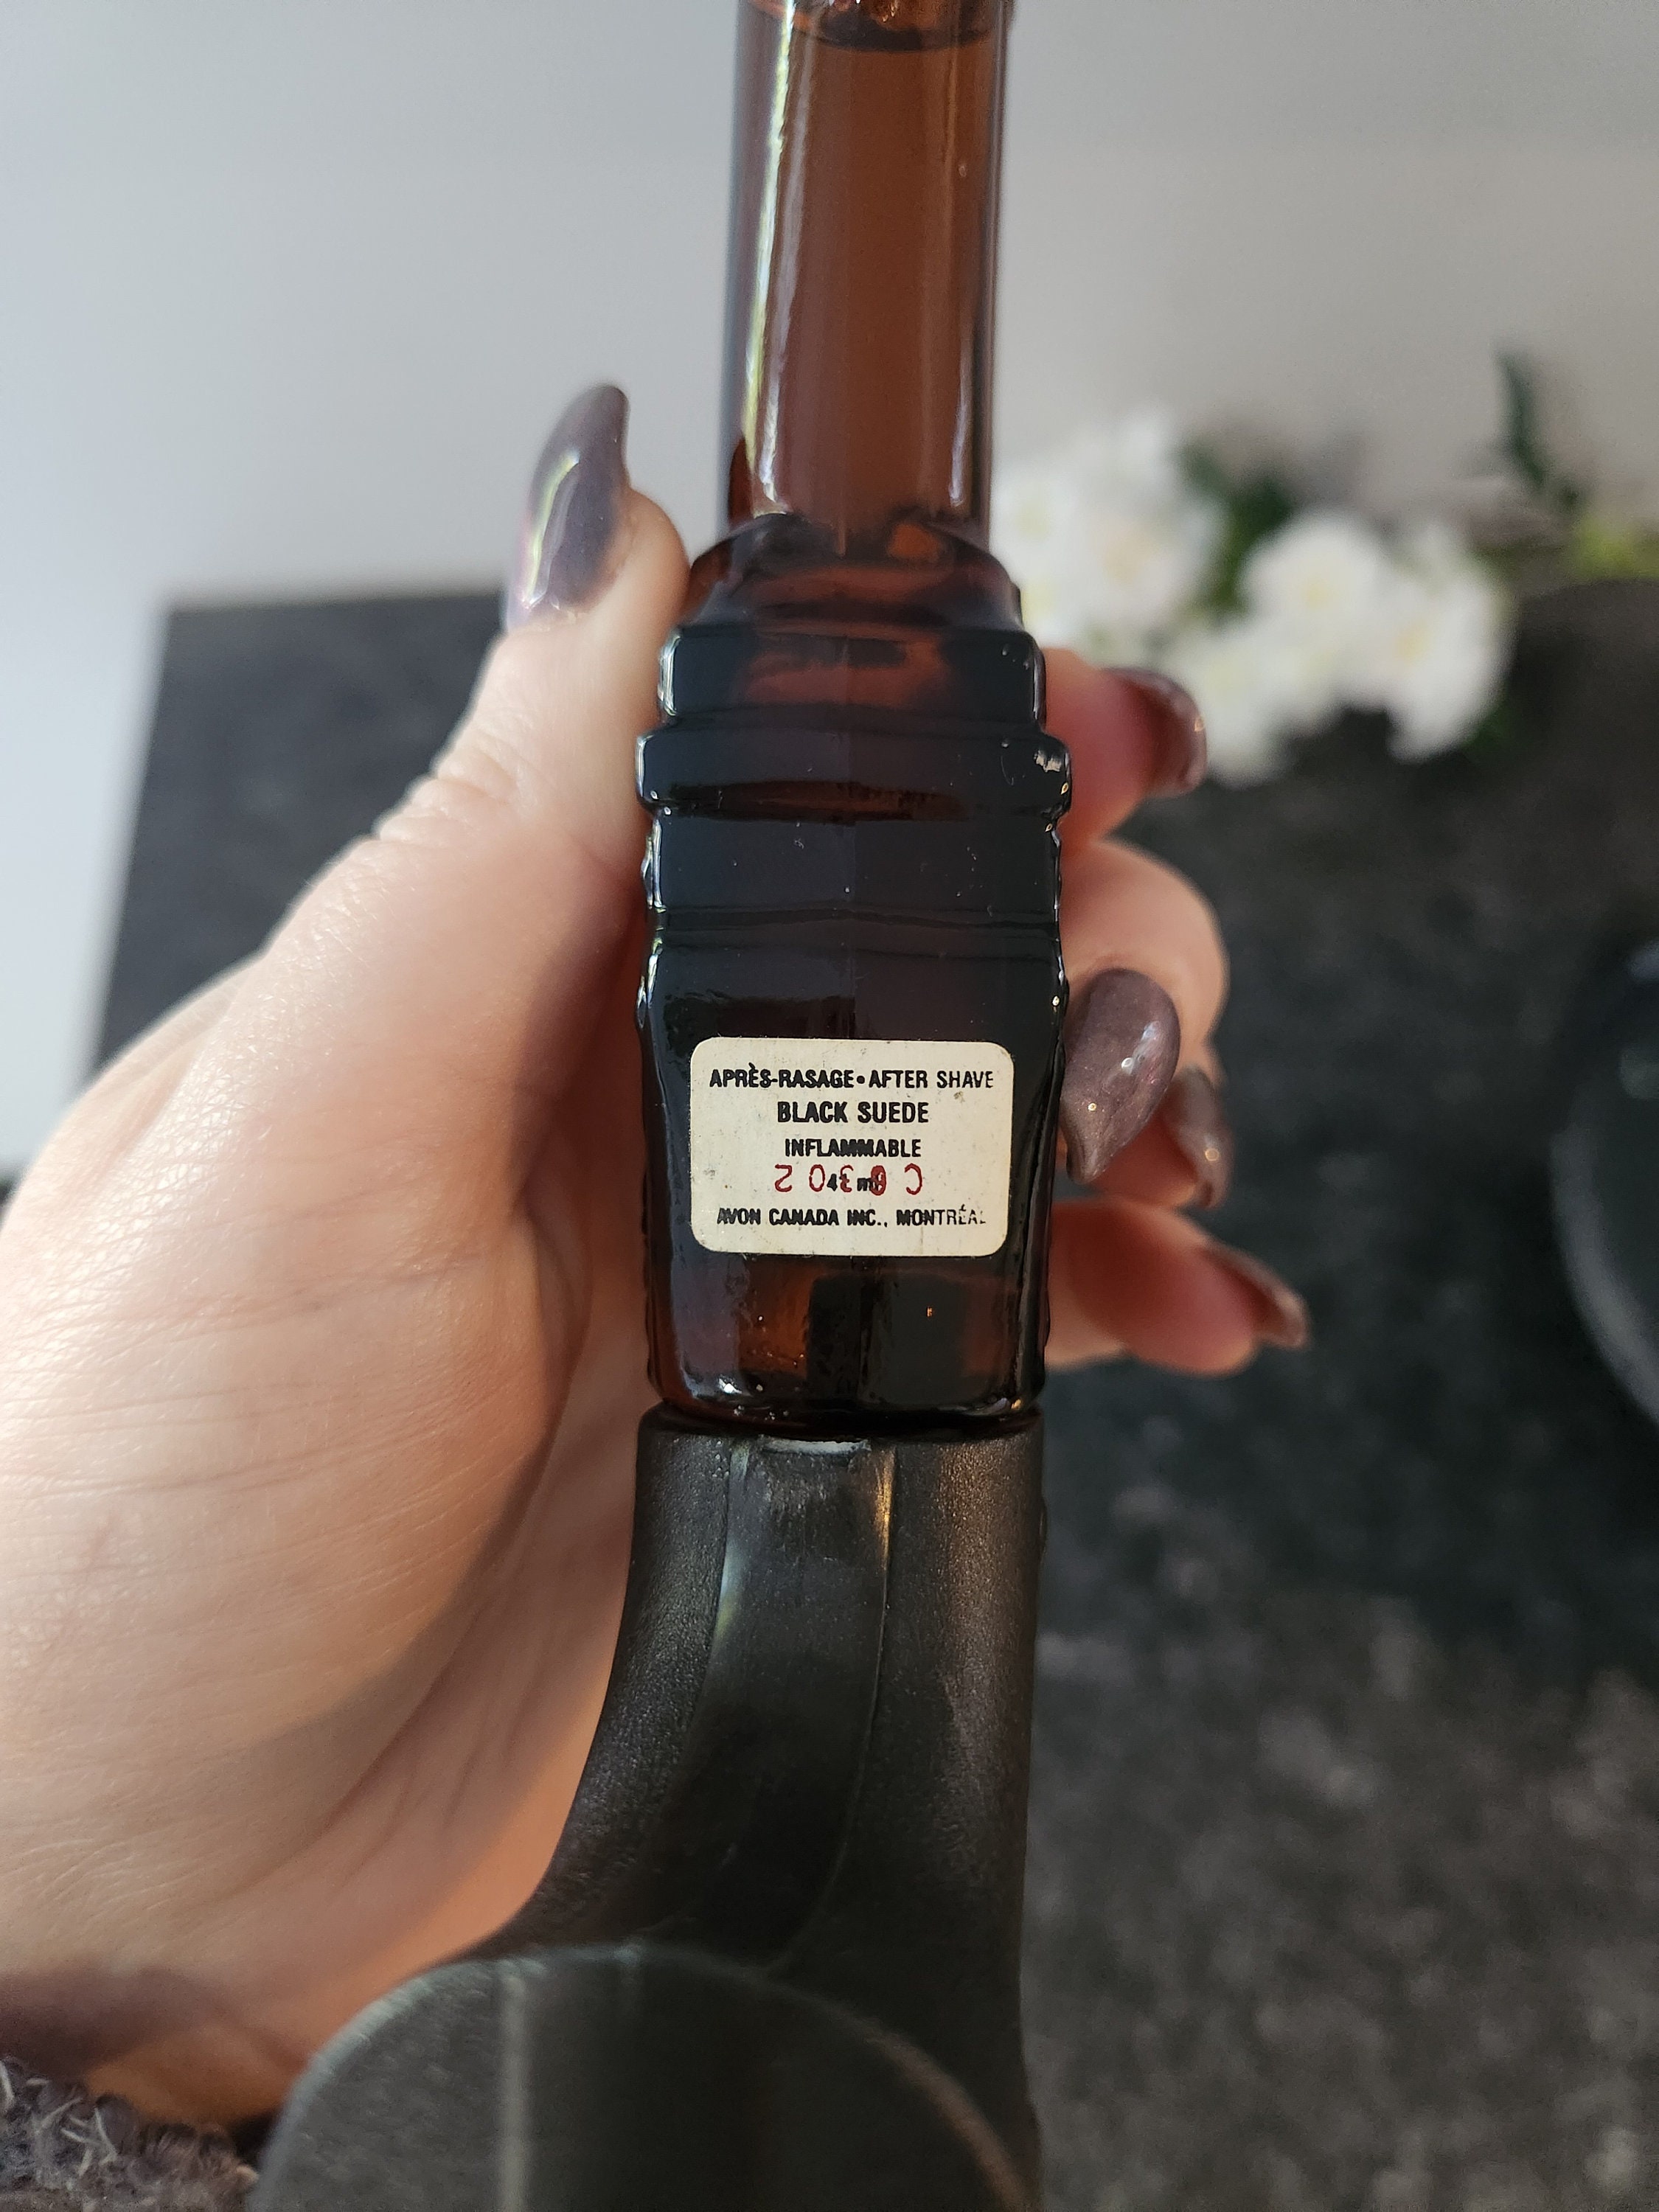 APRÈS-RASAGE•AFTER SHAVE
BLACK SUEDE
INFLAMMABLE
AVON CANADA INC., MONTRÉAL